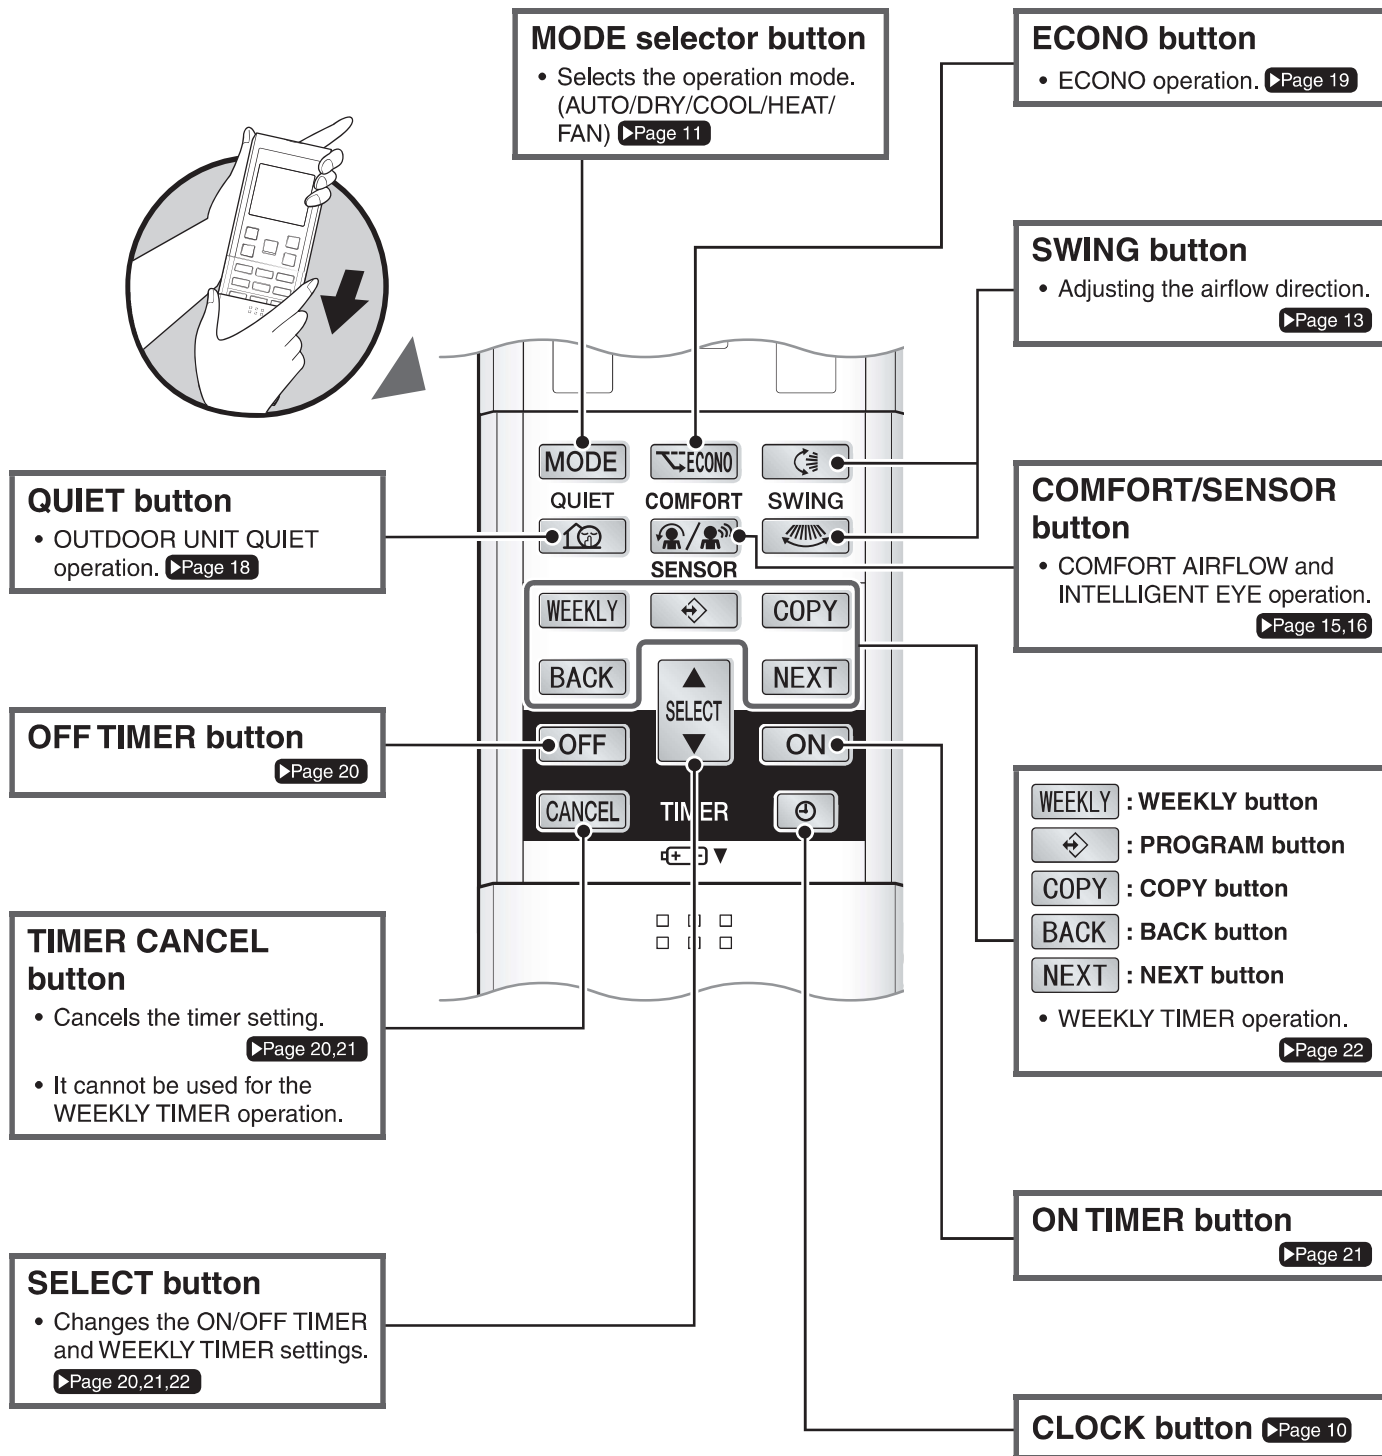 MODE selector button
• Selects the operation mode.
(AUTO/DRY/COOL/HEAT/
FAN) ▶Page 11
ECONO button
• ECONO operation. ▶Page 19
SWING button
• Adjusting the airflow direction.
▶Page 13
QUIET button
• OUTDOOR UNIT QUIET
operation. ▶Page 18
COMFORT/SENSOR
button
• COMFORT AIRFLOW and
INTELLIGENT EYE operation.
▶Page 15,16
MODE ECONO
QUIET COMFORT SWING
SENSOR
WEEKLY COPY
BACK ▲ NEXT
SELECT
OFF ▼ ON
CANCEL TIMER
+ - ▼
OFF TIMER button
▶Page 20
WEEKLY : WEEKLY button
: PROGRAM button
COPY : COPY button
BACK : BACK button
NEXT : NEXT button
• WEEKLY TIMER operation.
▶Page 22
TIMER CANCEL
button
• Cancels the timer setting.
▶Page 20,21
• It cannot be used for the
WEEKLY TIMER operation.
ON TIMER button
▶Page 21
SELECT button
• Changes the ON/OFF TIMER
and WEEKLY TIMER settings.
▶Page 20,21,22
CLOCK button ▶Page 10